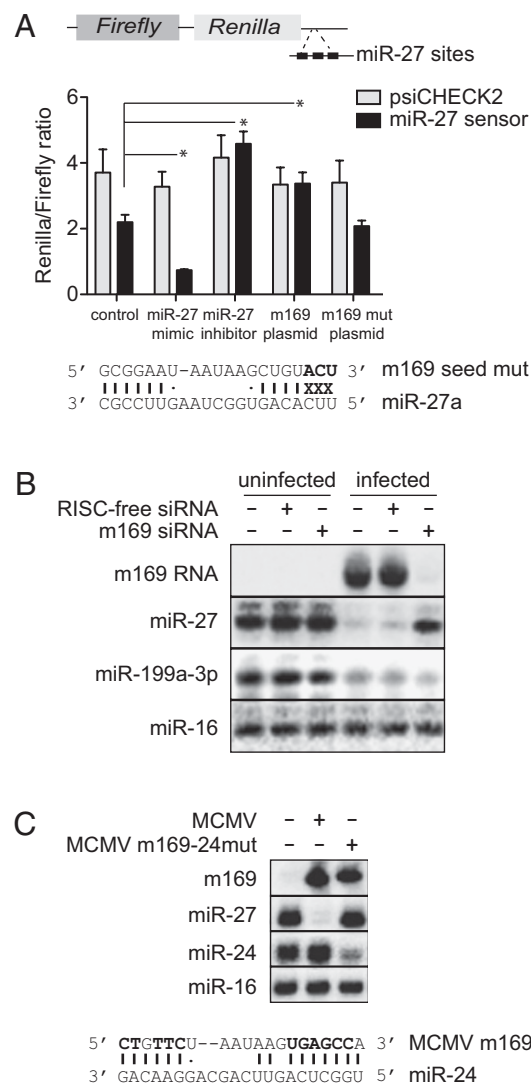 A
Firefly Renilla
miR-27 sites
psiCHECK2
miR-27 sensor
Renilla/Firefly ratio
6
4
2
0
* * *
control miR-27 mimic miR-27 inhibitor m169 plasmid m169 mut plasmid
5′ GCGGAAU-AAUAAGCUGUACU 3′ m169 seed mut
XXX
3′ CGCCUUGAAUCGGUGACACUU 5′ miR-27a
B
uninfected infected
RISC-free siRNA – + – – + –
m169 siRNA – – + – – +
m169 RNA
miR-27
miR-199a-3p
miR-16
C
MCMV – + –
MCMV m169-24mut – – +
m169
miR-27
miR-24
miR-16
5′ CTGTTCU--AAUAAGUGAGCCA 3′ MCMV m169
3′ GACAAGGACGACUUGACUCGGU 5′ miR-24